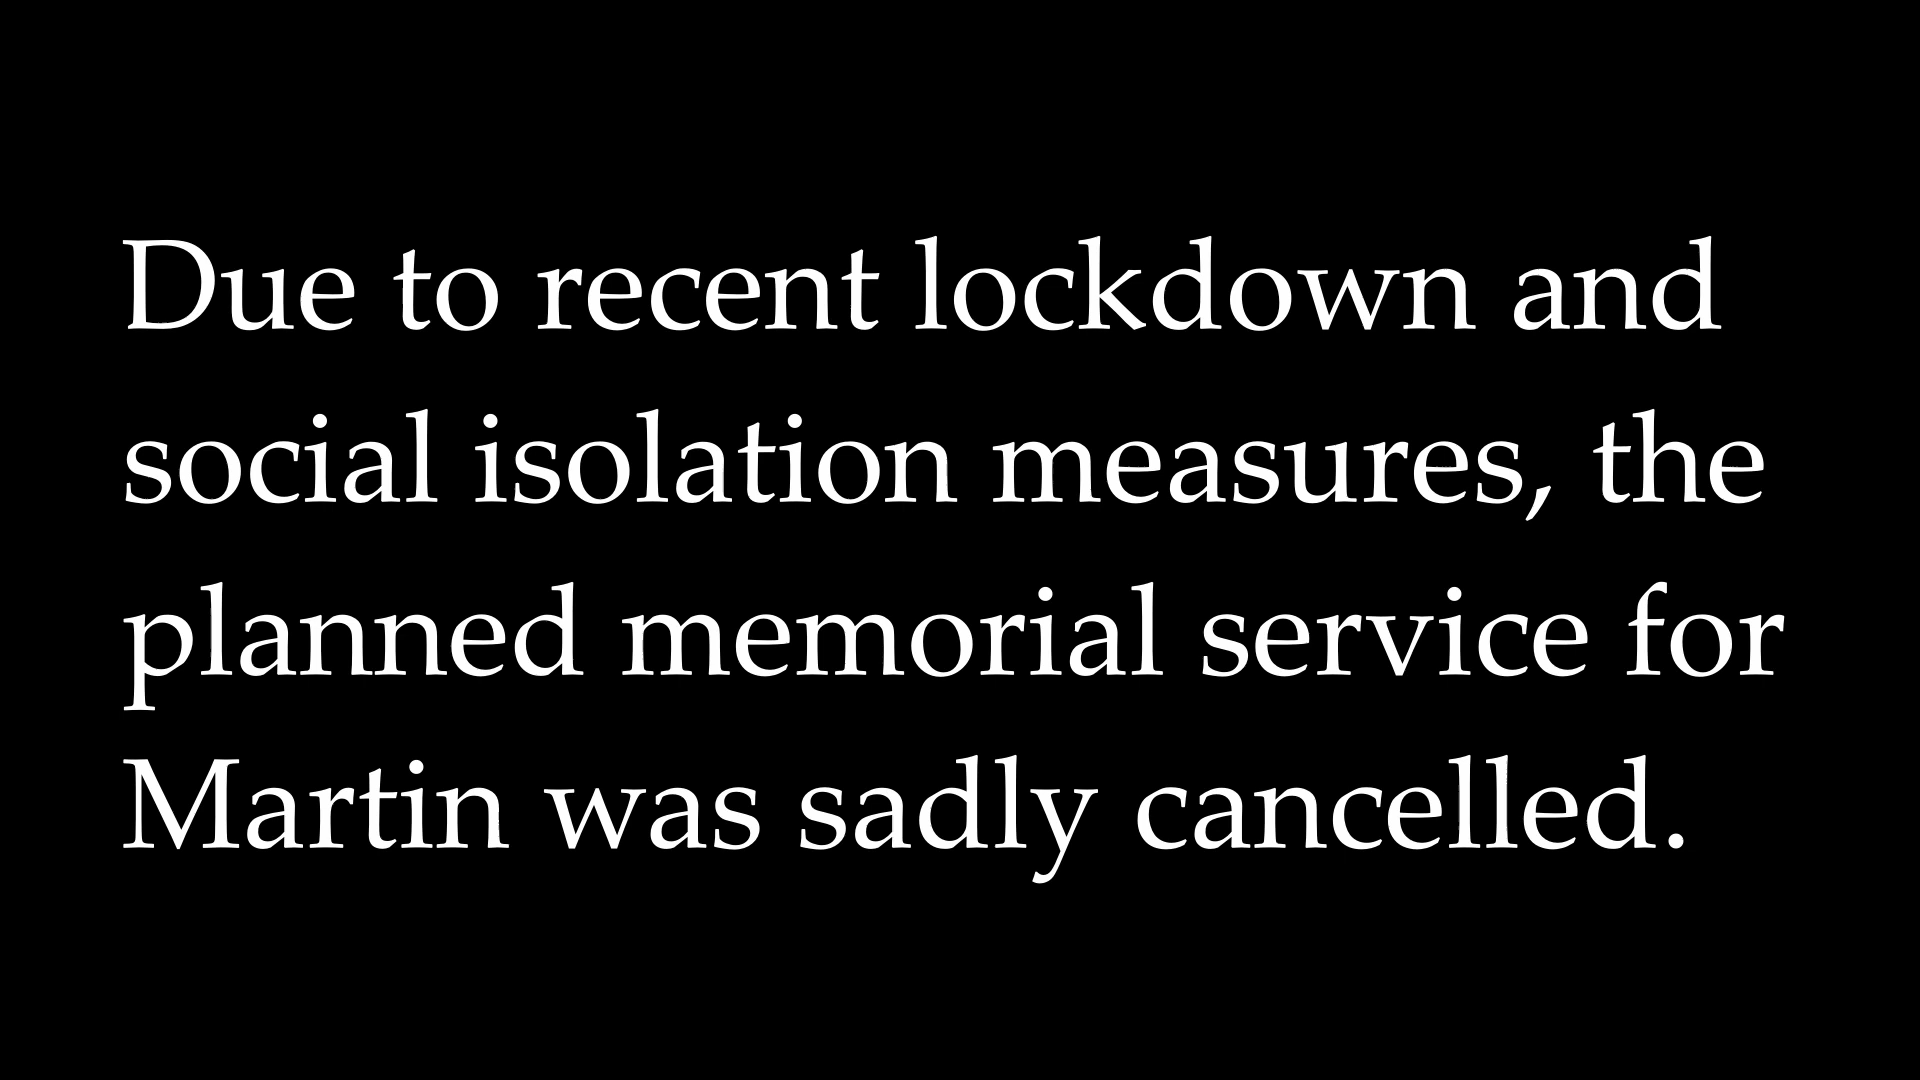 Due to recent lockdown and
social isolation measures, the
planned memorial service for
Martin was sadly cancelled.